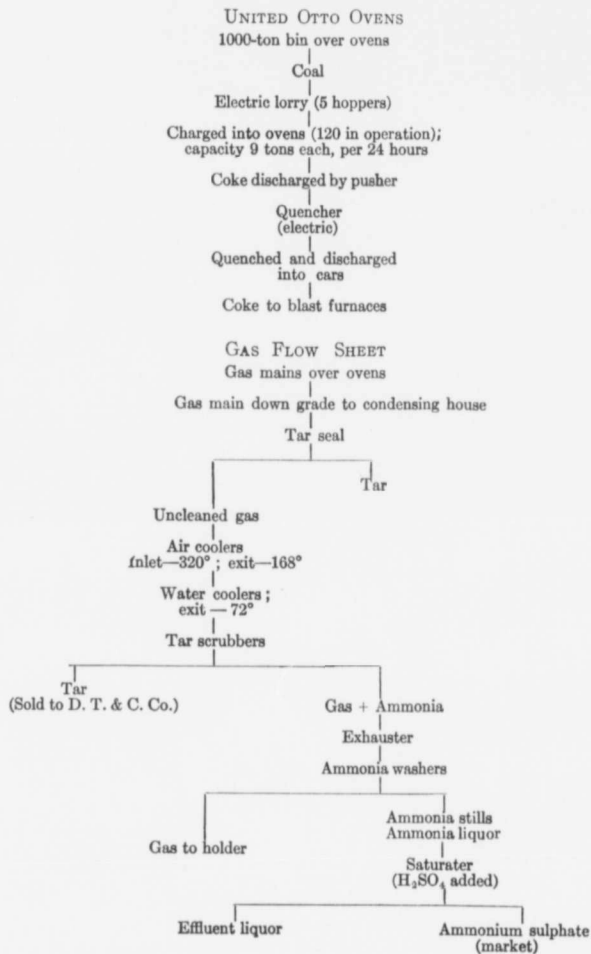 UNITED OTTO OVENS
1000-ton bin over ovens
Coal
Electric lorry (5 hoppers)
Charged into ovens (120 in operation);
capacity 9 tons each, per 24 hours
Coke discharged by pusher
Quencher
(electric)
Quenched and discharged
into cars
Coke to blast furnaces
GAS FLOW SHEET
Gas mains over ovens
Gas main down grade to condensing house
Tar seal
Tar
Uncleaned gas
Air coolers
Inlet—320° ; exit—168°
Water coolers ;
exit — 72°
Tar scrubbers
Tar
(Sold to D. T. & C. Co.)
Gas + Ammonia
Exhauster
Ammonia washers
Gas to holder
Ammonia stills
Ammonia liquor
Saturater
(H₂SO₄ added)
Effluent liquor
Ammonium sulphate
(market)